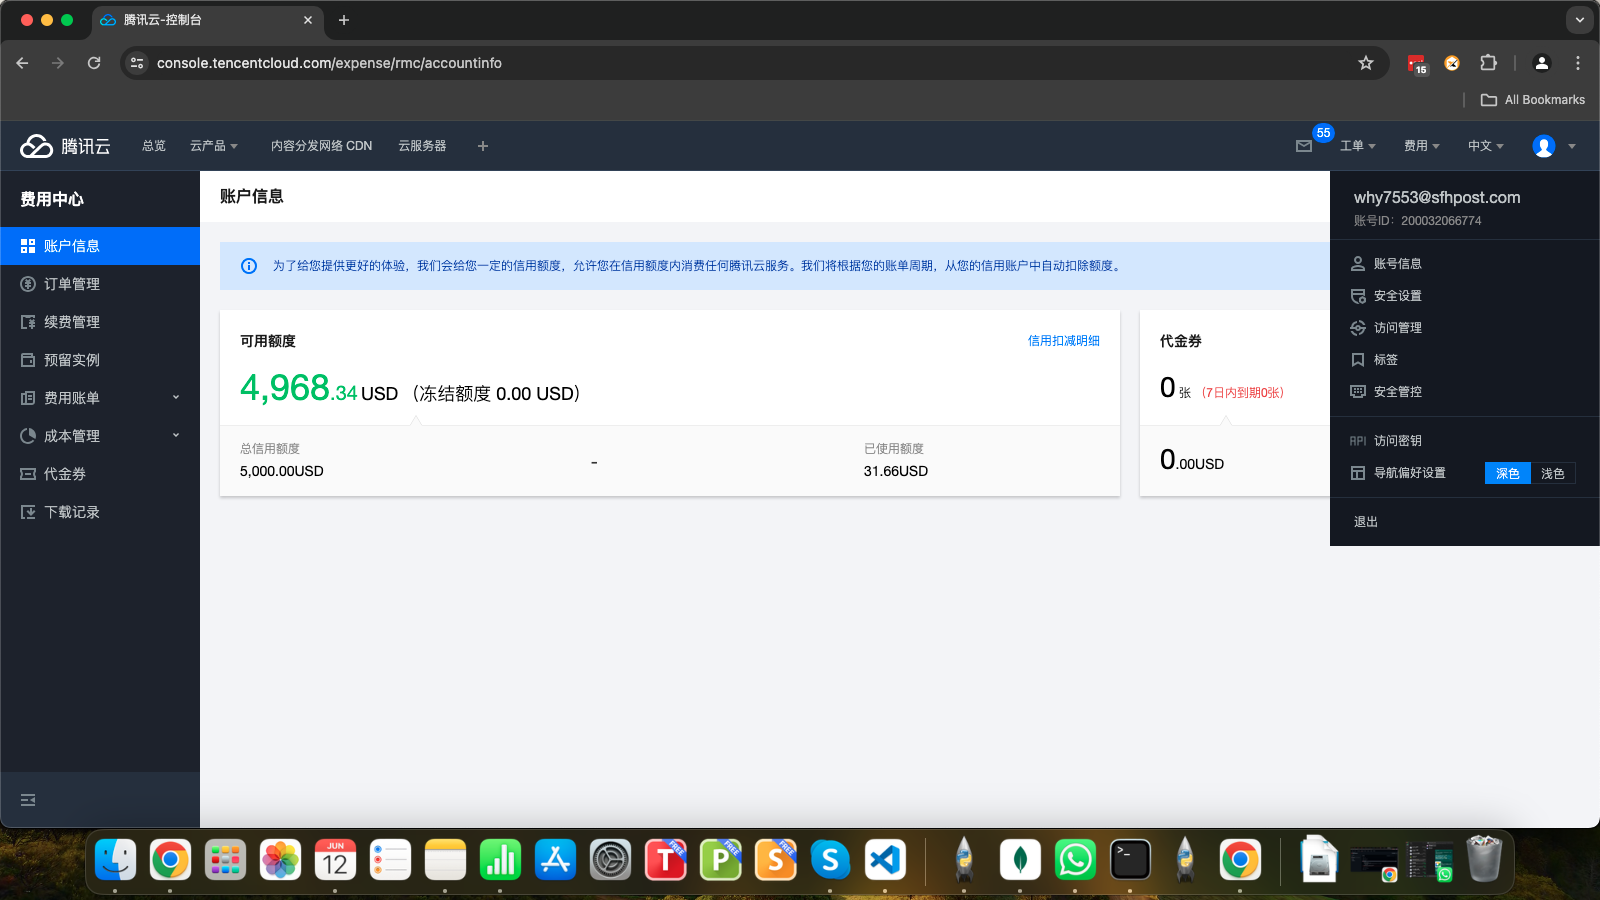 腾讯云-控制台
console.tencentcloud.com/expense/rmc/accountinfo
15
All Bookmarks
腾讯云
总览
云产品
内容分发网络 CDN
云服务器
55
工单
费用
中文
费用中心
账户信息
订单管理
续费管理
预留实例
费用账单
成本管理
代金券
下载记录
账户信息
为了给您提供更好的体验，我们会给您一定的信用额度，允许您在信用额度内消费任何腾讯云服务。我们将根据您的账单周期，从您的信用账户中自动扣除额度。
可用额度
信用扣减明细
4,968.34 USD （冻结额度 0.00 USD）
总信用额度
5,000.00USD
-
已使用额度
31.66USD
代金券
0 张 （7日内到期0张）
0.00USD
why7553@sfhpost.com
账号ID：200032066774
账号信息
安全设置
访问管理
标签
安全管控
API 访问密钥
导航偏好设置
深色
浅色
退出
JUN
12
T FREE
P FREE
S FREE
S
>_